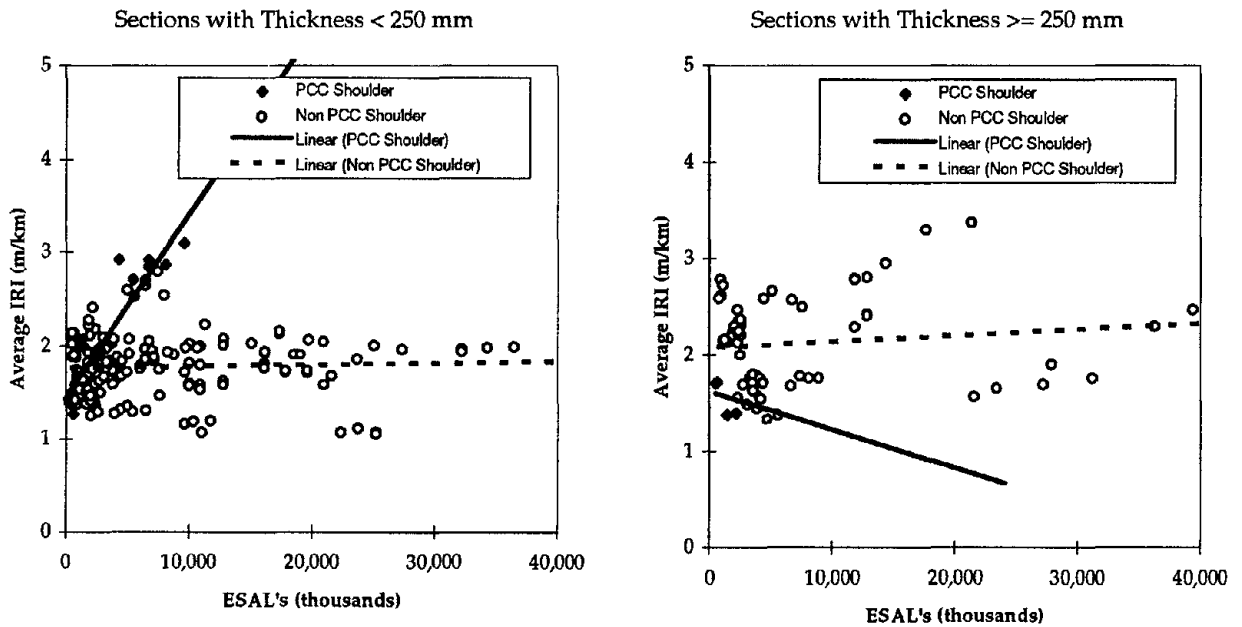 Sections with Thickness < 250 mm
PCC Shoulder
Non PCC Shoulder
Linear (PCC Shoulder)
Linear (Non PCC Shoulder)
5
4
3
2
1
0
Average IRI (m/km)
0 10,000 20,000 30,000 40,000
ESAL's (thousands)
Sections with Thickness >= 250 mm
PCC Shoulder
Non PCC Shoulder
Linear (PCC Shoulder)
Linear (Non PCC Shoulder)
5
4
3
2
1
0
Average IRI (m/km)
0 10,000 20,000 30,000 40,000
ESAL's (thousands)